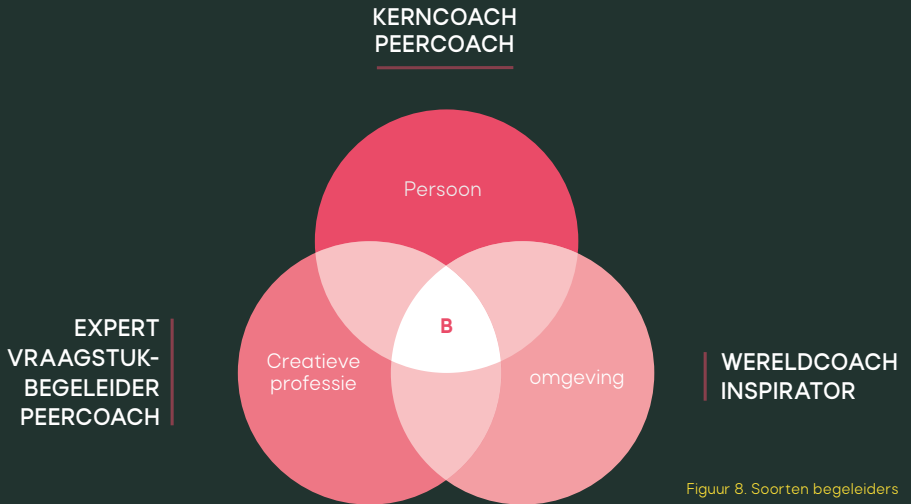 KERNCOACH
PEERCOACH
Persoon
B
EXPERT
VRAAGSTUK-
BEGELEIDER
PEERCOACH
Creatieve
professie
omgeving
WERELDCOACH
INSPIRATOR
Figuur 8. Soorten begeleiders